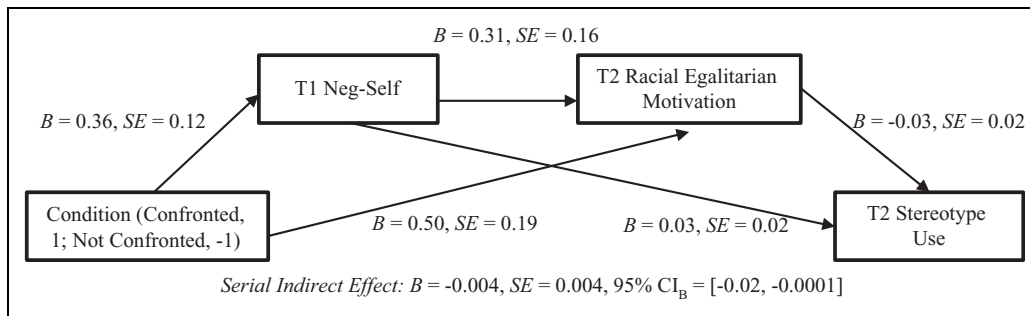 B = 0.31, SE = 0.16
T1 Neg-Self
T2 Racial Egalitarian
Motivation
B = 0.36, SE = 0.12
B = -0.03, SE = 0.02
Condition (Confronted,
1; Not Confronted, -1)
B = 0.50, SE = 0.19
B = 0.03, SE = 0.02
T2 Stereotype
Use
Serial Indirect Effect: B = -0.004, SE = 0.004, 95% CI_B = [-0.02, -0.0001]